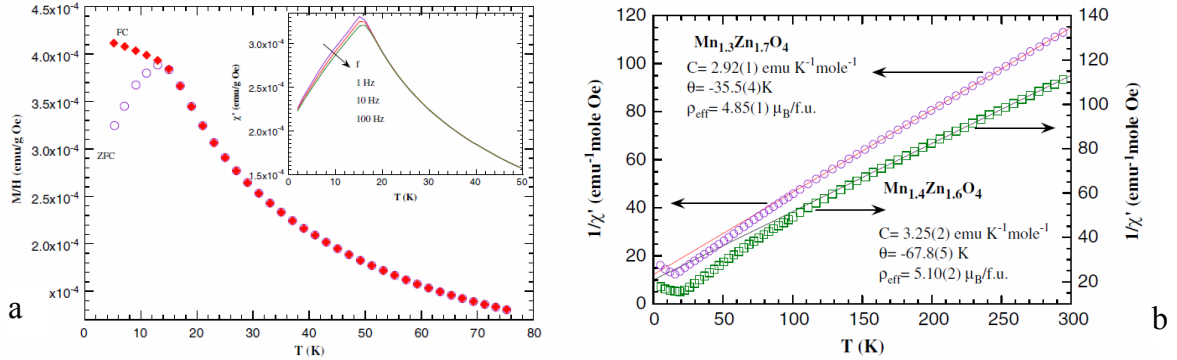 4.5x10⁻⁴
4.0x10⁻⁴
3.5x10⁻⁴
3.0x10⁻⁴
2.5x10⁻⁴
2.0x10⁻⁴
x10⁻⁴
M/H (emu/g Oe)
FC
ZFC
0 10 20 30 40 50 60 70 80
T (K)
a
3.0x10⁻⁴
2.5x10⁻⁴
2.0x10⁻⁴
1.5x10⁻⁴
χ' (emu/g Oe)
f
1 Hz
10 Hz
100 Hz
0 10 20 30 40 50
T (K)
120
100
80
60
40
20
0
1/χ' (emu⁻¹mole Oe)
Mn₁.₃Zn₁.₇O₄
C= 2.92(1) emu K⁻¹mole⁻¹
θ= -35.5(4)K
ρeff= 4.85(1) μB/f.u.
Mn₁.₄Zn₁.₆O₄
C= 3.25(2) emu K⁻¹mole⁻¹
θ= -67.8(5) K
ρeff= 5.10(2) μB/f.u.
140
120
100
80
60
40
20
1/χ' (emu⁻¹mole Oe)
0 50 100 150 200 250 300
T (K)
b